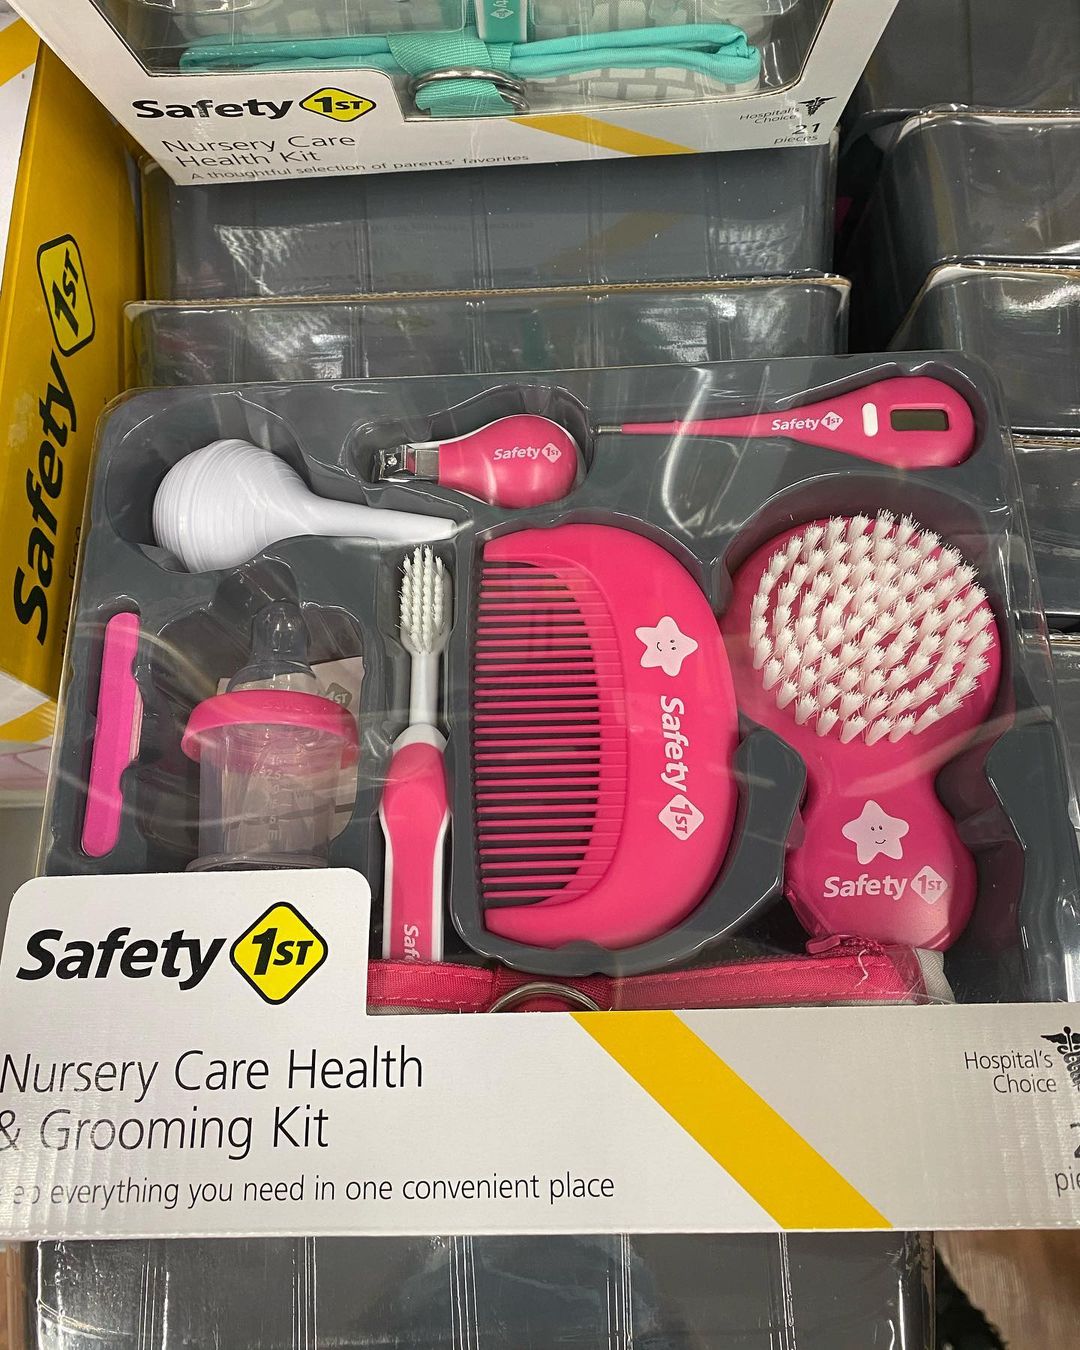 Safety 1ST
Nursery Care
Health Kit
A thoughtful selection of parents' favorites
Hospital's
Choice
21
pieces
Safety 1ST
Safety 1ST
Safety 1ST
Safety 1ST
Safety 1ST
Saf
Safety 1ST
Nursery Care Health
& Grooming Kit
everything you need in one convenient place
Hospital's
Choice